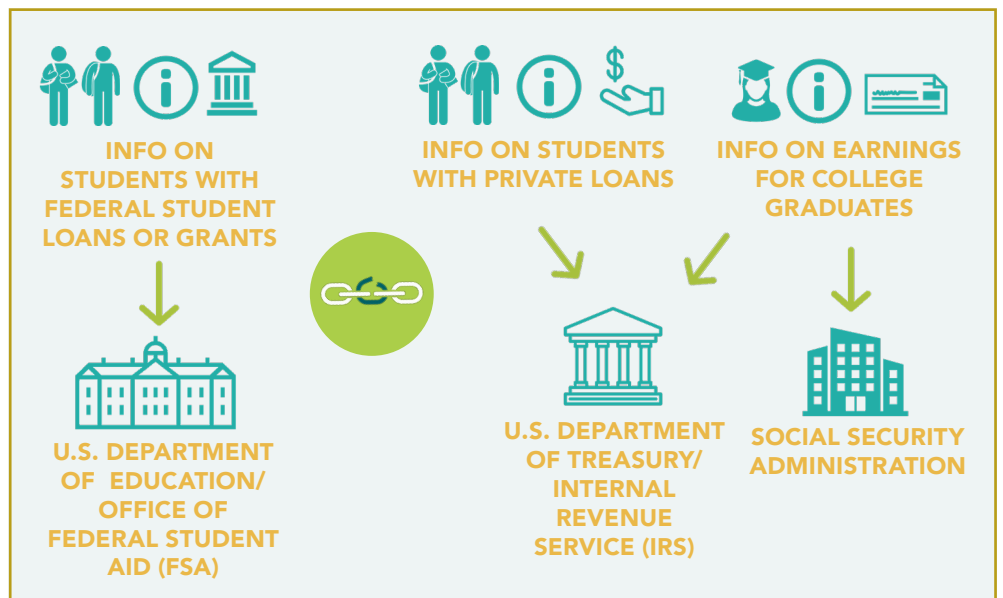 INFO ON
STUDENTS WITH
FEDERAL STUDENT
LOANS OR GRANTS
$
INFO ON STUDENTS
WITH PRIVATE LOANS
INFO ON EARNINGS
FOR COLLEGE
GRADUATES
U.S. DEPARTMENT
OF EDUCATION/
OFFICE OF
FEDERAL STUDENT
AID (FSA)
U.S. DEPARTMENT
OF TREASURY/
INTERNAL
REVENUE
SERVICE (IRS)
SOCIAL SECURITY
ADMINISTRATION